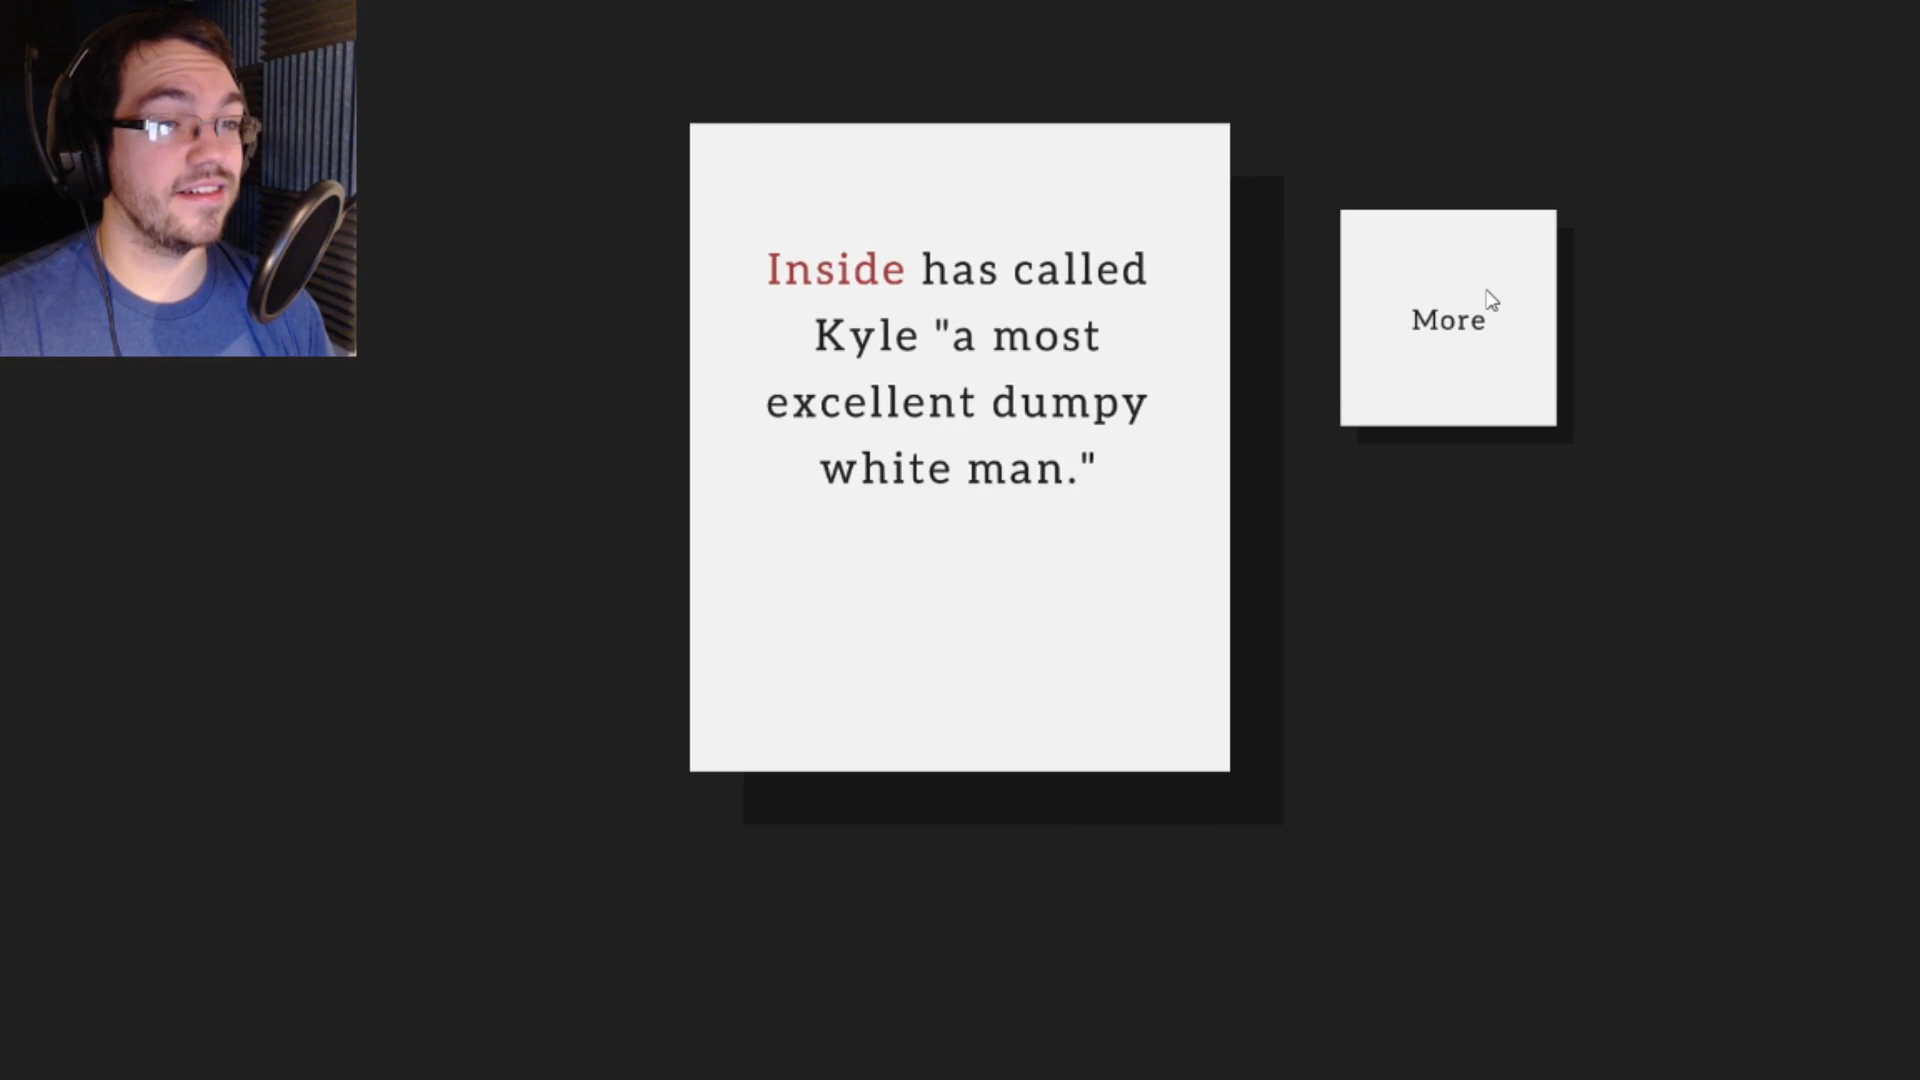 Inside has called
Kyle "a most
excellent dumpy
white man."
More